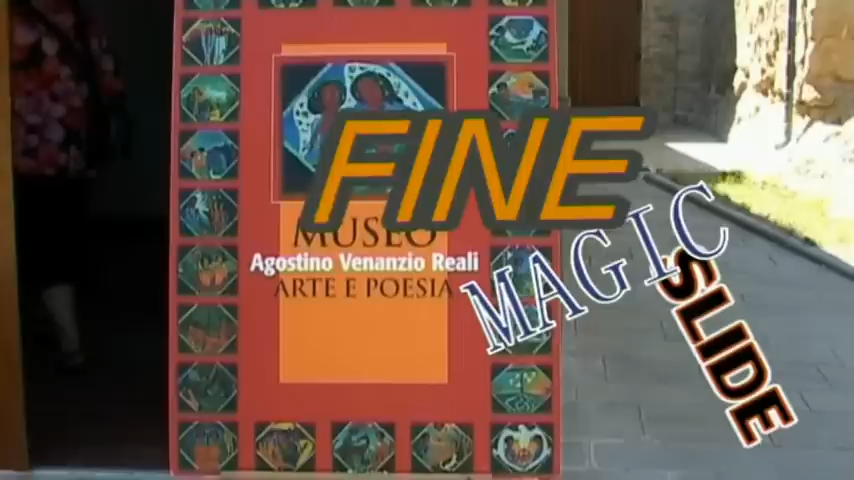 FINE
MUSEO
Agostino Venanzio Reali
ARTE E POESIA
MAGIC
SLIDE